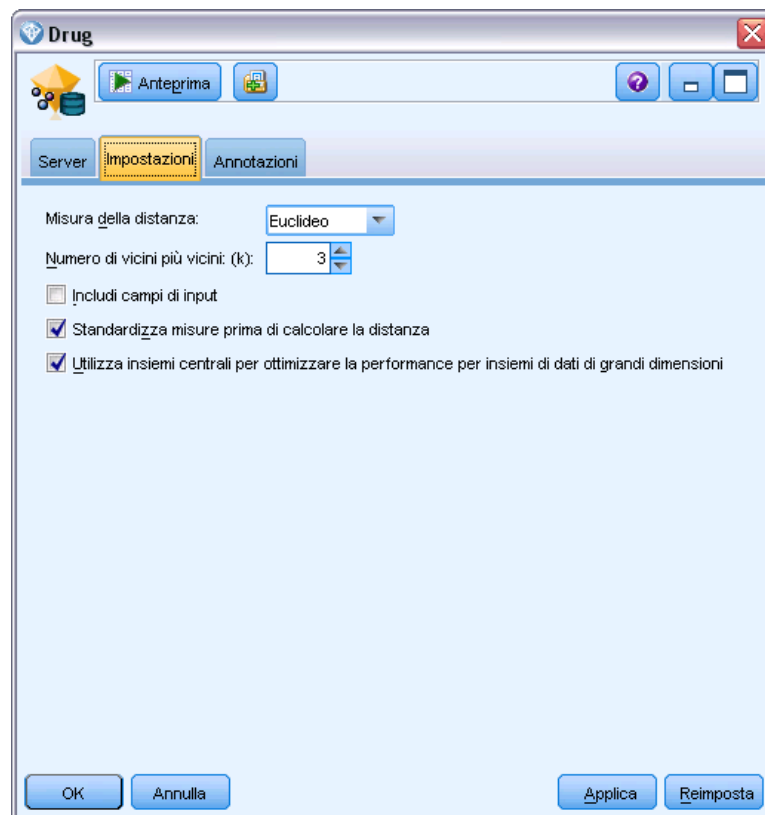 Drug
Anteprima
?
Server Impostazioni Annotazioni
Misura della distanza: Euclideo
Numero di vicini più vicini: (k): 3
Includi campi di input
Standardizza misure prima di calcolare la distanza
Utilizza insiemi centrali per ottimizzare la performance per insiemi di dati di grandi dimensioni
OK Annulla Applica Reimposta